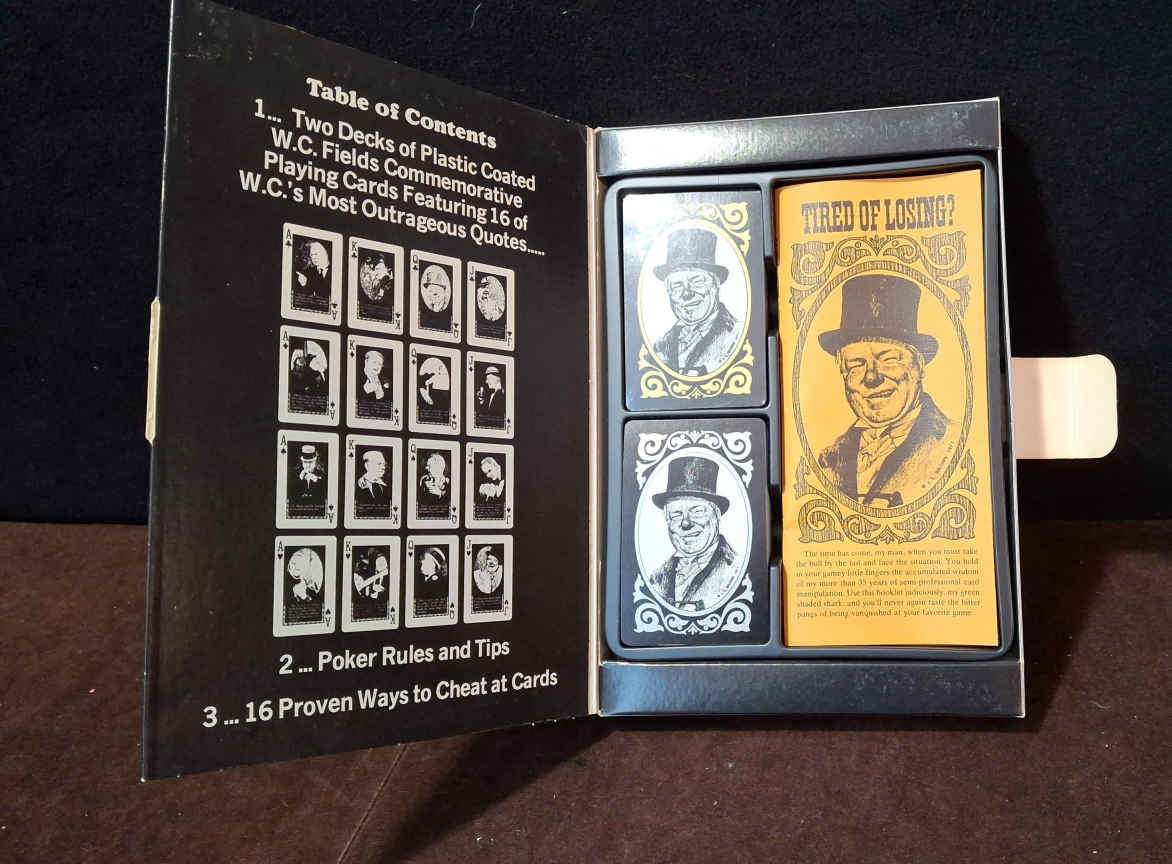 Table of Contents
1... Two Decks of Plastic Coated
W.C. Fields Commemorative
Playing Cards Featuring 16 of
W.C.'s Most Outrageous Quotes.....
A
K
Q
J
A
K
Q
J
A
K
Q
J
A
K
Q
J
2 ... Poker Rules and Tips
3 ... 16 Proven Ways to Cheat at Cards
TIRED OF LOSING?
The time has come, my man, when you must take
the bull by the tail and face the situation. You hold
in your gamey little fingers the accumulated wisdom
of my more than 35 years of semi-professional card
manipulation. Use this booklet judiciously, my green
shaded shark, and you'll never again taste the bitter
pangs of being vanquished at your favorite game.